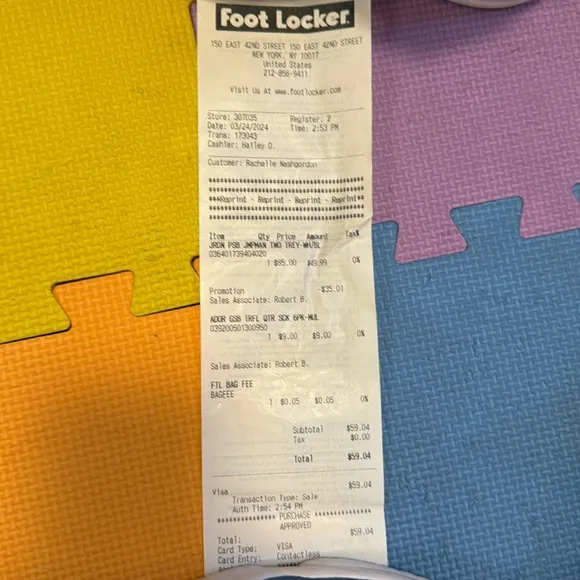 Foot Locker
150 EAST 42ND STREET 150 EAST 42ND STREET
NEW YORK, NY 10017
United States
212-856-9411
Visit Us At www.footlocker.com
Store: 307035 Register: 2
Date: 03/24/2024 Time: 2:53 PM
Trans: 173043
Cashier: Hailey O.
Customer: Rachelle Nashgordon
***Reprint - Reprint - Reprint - Reprint**
Item Qty Price Amount Tax%
JRDN PSB JMPMAN TWO TREY-WH/BL
036401739404020
1 $85.00 $49.99 0%
Promotion -$35.01
Sales Associate: Robert B.
ADOR GSB TRFL QTR SCK 6PK-MUL
039200501300950
1 $9.00 $9.00 0%
Sales Associate: Robert B.
FTL BAG FEE
BAGFEE
1 $0.05 $0.05 0%
Subtotal $59.04
Tax $0.00
Total $59.04
Visa $59.04
Transaction Type: Sale
Auth Time: 2:54 PM
*************** PURCHASE ***************
APPROVED
Total: $59.04
Card Type: VISA
Card Entry: Contactless